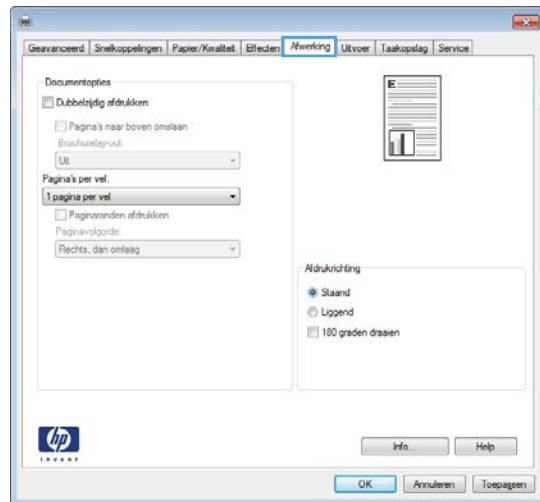 Geavanceerd Snelkoppelingen Papier/Kwaliteit Effecten Afwerking Uitvoer Taakopslag Service
Documentopties
Dubbelzijdig afdrukken
Pagina's naar boven omslaan
Brochurelay-out:
Uit
Pagina's per vel:
1 pagina per vel
Paginaranden afdrukken
Paginavolgorde:
Rechts, dan omlaag
E
Afdrukrichting
Staand
Liggend
180 graden draaien
hp
invent
Info...
Help
OK
Annuleren
Toepassen